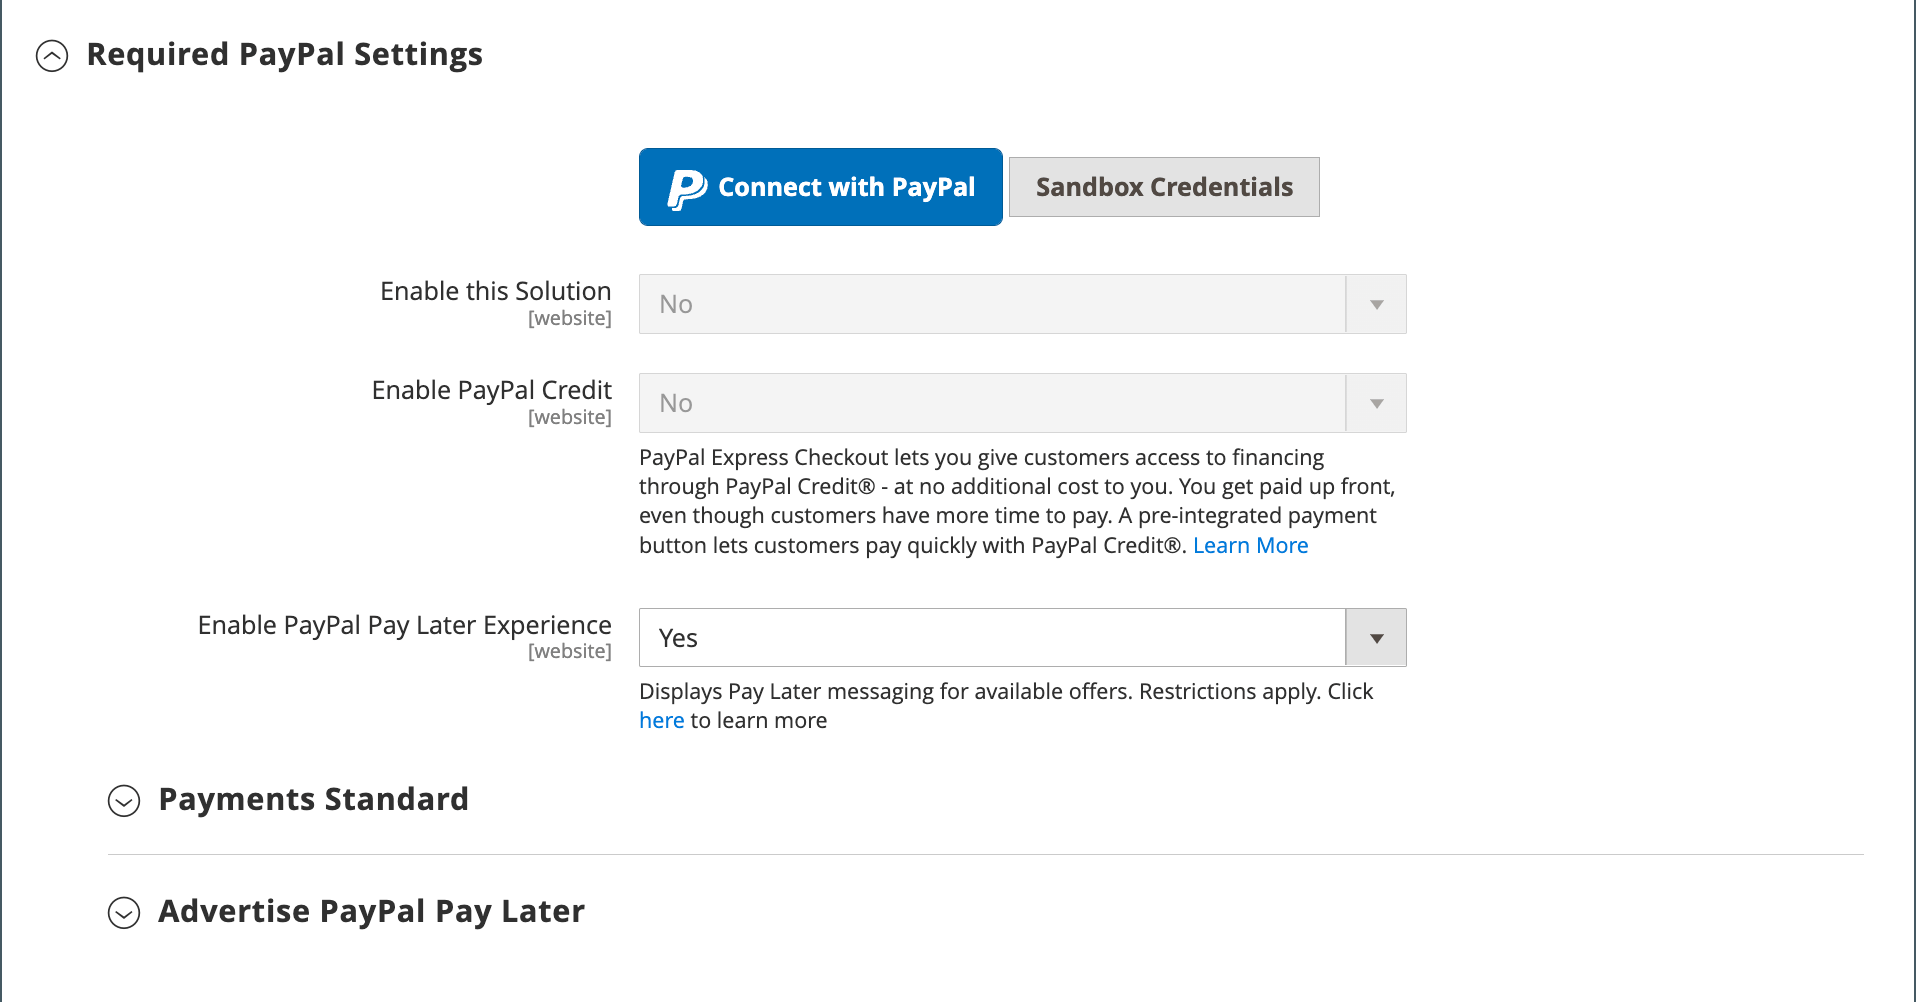 Required PayPal Settings
Connect with PayPal
Sandbox Credentials
Enable this Solution
[website]
No
Enable PayPal Credit
[website]
No
PayPal Express Checkout lets you give customers access to financing
through PayPal Credit® - at no additional cost to you. You get paid up front,
even though customers have more time to pay. A pre-integrated payment
button lets customers pay quickly with PayPal Credit®. Learn More
Enable PayPal Pay Later Experience
[website]
Yes
Displays Pay Later messaging for available offers. Restrictions apply. Click
here to learn more
Payments Standard
Advertise PayPal Pay Later